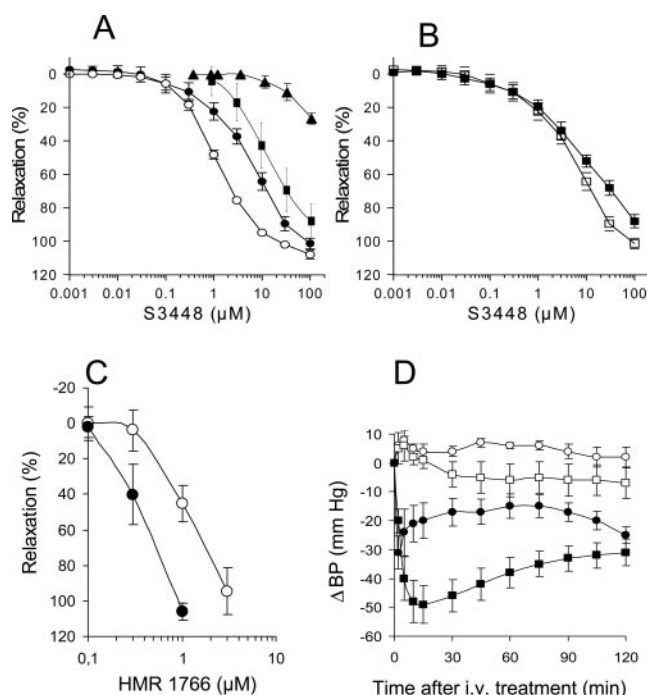 A
B
Relaxation (%)
0
20
40
60
80
100
120
0.001 0.01 0.1 1 10 100
S3448 (µM)
Relaxation (%)
0
20
40
60
80
100
120
0.001 0.01 0.1 1 10 100
S3448 (µM)
C
D
Relaxation (%)
-20
0
20
40
60
80
100
120
0,1 1 10
HMR 1766 (µM)
Δ BP (mm Hg)
10
0
-10
-20
-30
-40
-50
-60
0 30 60 90 120
Time after i.v. treatment (min)